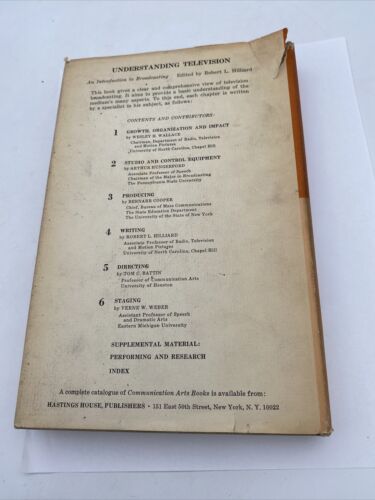 UNDERSTANDING TELEVISION
An Introduction to Broadcasting Edited by Robert L. Hilliard
This book gives a clear and comprehensive view of television
broadcasting. It aims to provide a basic understanding of the
medium's many aspects. To this end, each chapter is written
by a specialist in his subject, as follows:
CONTENTS AND CONTRIBUTORS:
1 GROWTH, ORGANIZATION AND IMPACT
by WESLEY H. WALLACE
Chairman, Department of Radio, Television
and Motion Pictures
University of North Carolina, Chapel Hill
2 STUDIO AND CONTROL EQUIPMENT
by ARTHUR HUNGERFORD
Associate Professor of Speech
Chairman of the Major in Broadcasting
The Pennsylvania State University
3 PRODUCING
by BERNARR COOPER
Chief, Bureau of Mass Communications
The State Education Department
The University of the State of New York
4 WRITING
by ROBERT L. HILLIARD
Associate Professor of Radio, Television
and Motion Pictures
University of North Carolina, Chapel Hill
5 DIRECTING
by TOM C. BATTIN
Professor of Communication Arts
University of Houston
6 STAGING
by VERNE W. WEBER
Assistant Professor of Speech
and Dramatic Arts
Eastern Michigan University
SUPPLEMENTAL MATERIAL:
PERFORMING AND RESEARCH
INDEX
A complete catalogue of Communication Arts Books is available from:
HASTINGS HOUSE, PUBLISHERS • 151 East 50th Street, New York, N. Y. 10022